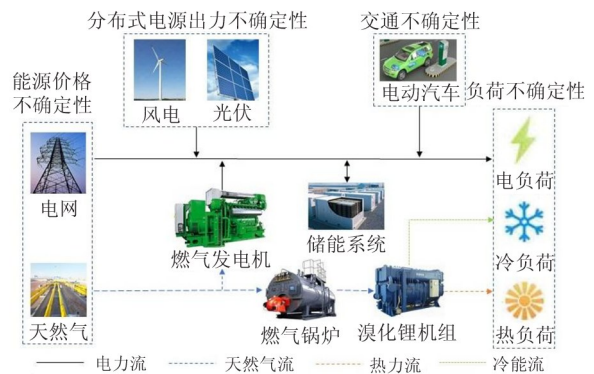 分布式电源出力不确定性
交通不确定性
能源价格
不确定性
风电
光伏
电动汽车
负荷不确定性
电网
电负荷
燃气发电机
储能系统
冷负荷
天然气
燃气锅炉
溴化锂机组
热负荷
电力流
天然气流
热力流
冷能流